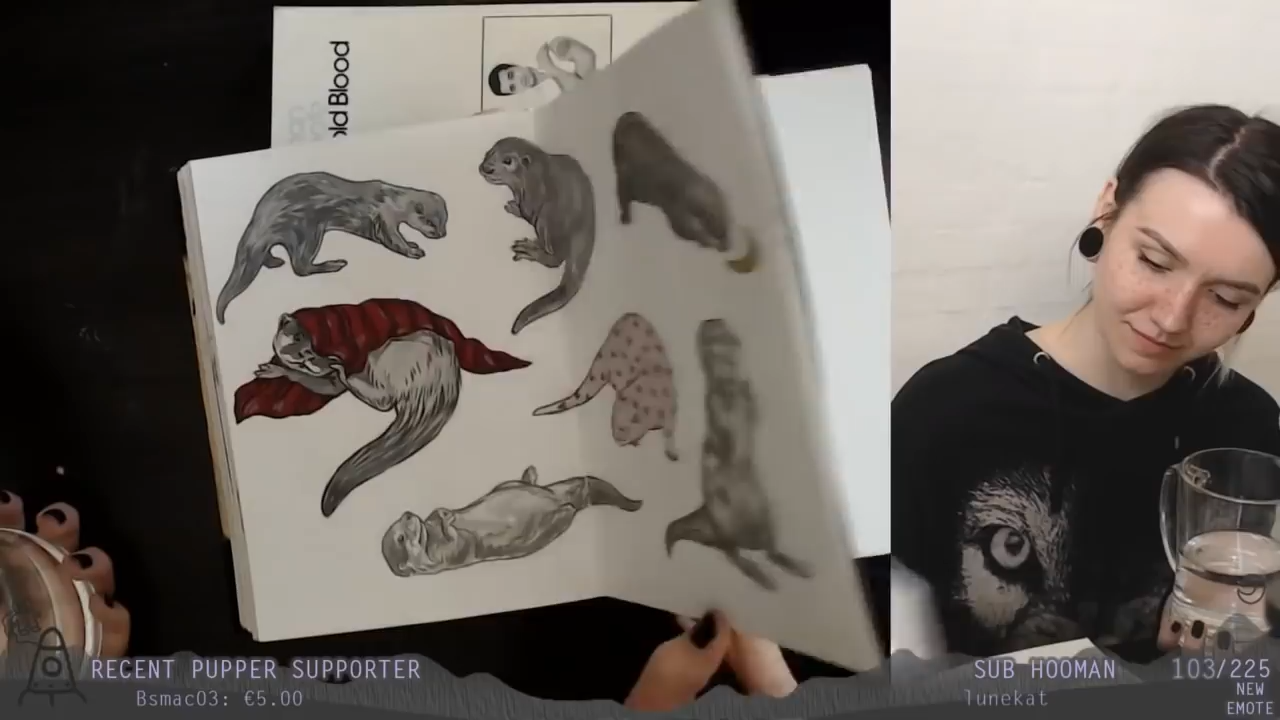 old Blood
RECENT PUPPER SUPPORTER
Bsmac03: €5.00
SUB HOOMAN
lunekat
103/225
NEW
EMOTE